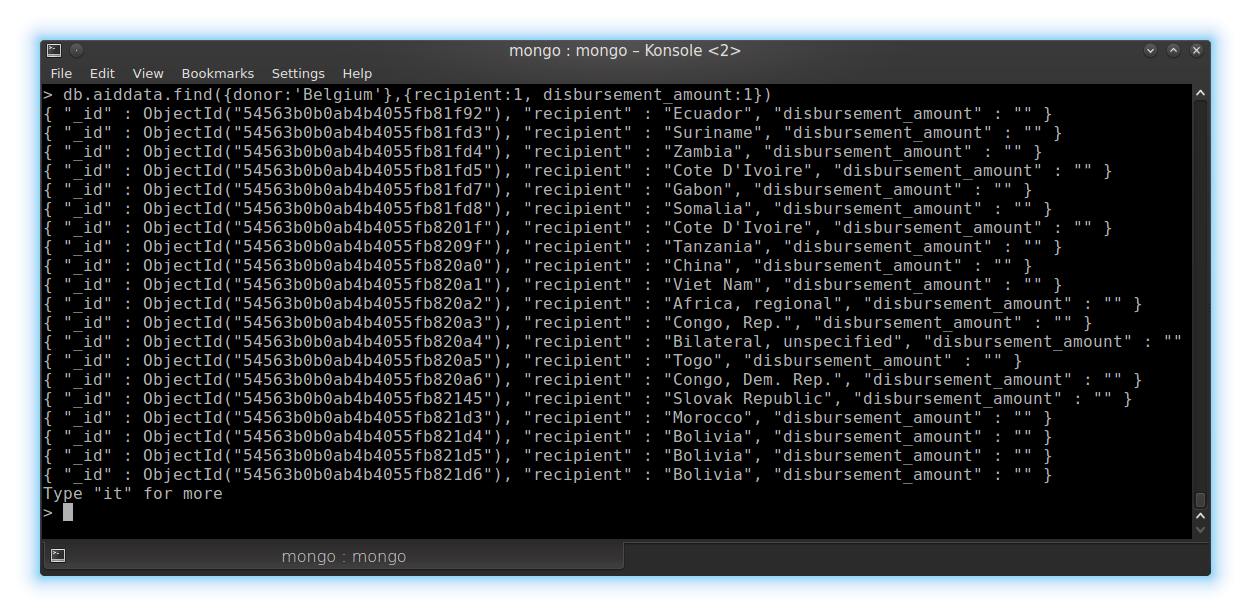 mongo : mongo – Konsole <2>
File Edit View Bookmarks Settings Help
> db.aiddata.find({donor:'Belgium'},{recipient:1, disbursement_amount:1})
{ "_id" : ObjectId("54563b0b0ab4b4055fb81f92"), "recipient" : "Ecuador", "disbursement_amount" : "" }
{ "_id" : ObjectId("54563b0b0ab4b4055fb81fd3"), "recipient" : "Suriname", "disbursement_amount" : "" }
{ "_id" : ObjectId("54563b0b0ab4b4055fb81fd4"), "recipient" : "Zambia", "disbursement_amount" : "" }
{ "_id" : ObjectId("54563b0b0ab4b4055fb81fd5"), "recipient" : "Cote D'Ivoire", "disbursement_amount" : "" }
{ "_id" : ObjectId("54563b0b0ab4b4055fb81fd7"), "recipient" : "Gabon", "disbursement_amount" : "" }
{ "_id" : ObjectId("54563b0b0ab4b4055fb81fd8"), "recipient" : "Somalia", "disbursement_amount" : "" }
{ "_id" : ObjectId("54563b0b0ab4b4055fb8201f"), "recipient" : "Cote D'Ivoire", "disbursement_amount" : "" }
{ "_id" : ObjectId("54563b0b0ab4b4055fb8209f"), "recipient" : "Tanzania", "disbursement_amount" : "" }
{ "_id" : ObjectId("54563b0b0ab4b4055fb820a0"), "recipient" : "China", "disbursement_amount" : "" }
{ "_id" : ObjectId("54563b0b0ab4b4055fb820a1"), "recipient" : "Viet Nam", "disbursement_amount" : "" }
{ "_id" : ObjectId("54563b0b0ab4b4055fb820a2"), "recipient" : "Africa, regional", "disbursement_amount" : "" }
{ "_id" : ObjectId("54563b0b0ab4b4055fb820a3"), "recipient" : "Congo, Rep.", "disbursement_amount" : "" }
{ "_id" : ObjectId("54563b0b0ab4b4055fb820a4"), "recipient" : "Bilateral, unspecified", "disbursement_amount" : ""
{ "_id" : ObjectId("54563b0b0ab4b4055fb820a5"), "recipient" : "Togo", "disbursement_amount" : "" }
{ "_id" : ObjectId("54563b0b0ab4b4055fb820a6"), "recipient" : "Congo, Dem. Rep.", "disbursement_amount" : "" }
{ "_id" : ObjectId("54563b0b0ab4b4055fb82145"), "recipient" : "Slovak Republic", "disbursement_amount" : "" }
{ "_id" : ObjectId("54563b0b0ab4b4055fb821d3"), "recipient" : "Morocco", "disbursement_amount" : "" }
{ "_id" : ObjectId("54563b0b0ab4b4055fb821d4"), "recipient" : "Bolivia", "disbursement_amount" : "" }
{ "_id" : ObjectId("54563b0b0ab4b4055fb821d5"), "recipient" : "Bolivia", "disbursement_amount" : "" }
{ "_id" : ObjectId("54563b0b0ab4b4055fb821d6"), "recipient" : "Bolivia", "disbursement_amount" : "" }
Type "it" for more
>
mongo : mongo